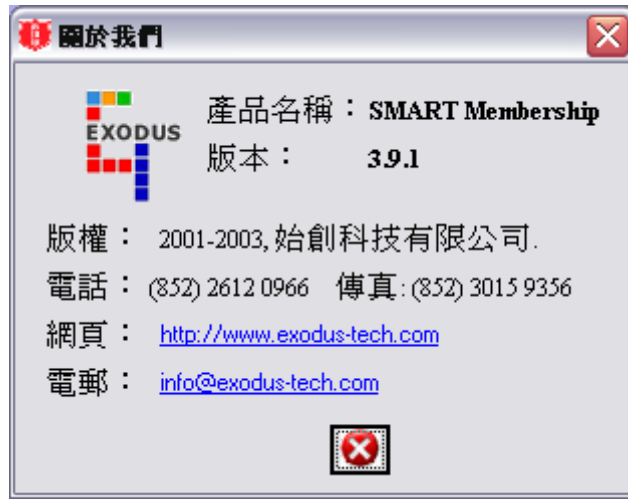 關於我們
EXODUS
產品名稱：SMART Membership
版本： 3.9.1
版權： 2001-2003, 始創科技有限公司.
電話： (852) 2612 0966 傳真: (852) 3015 9356
網頁： http://www.exodus-tech.com
電郵： info@exodus-tech.com